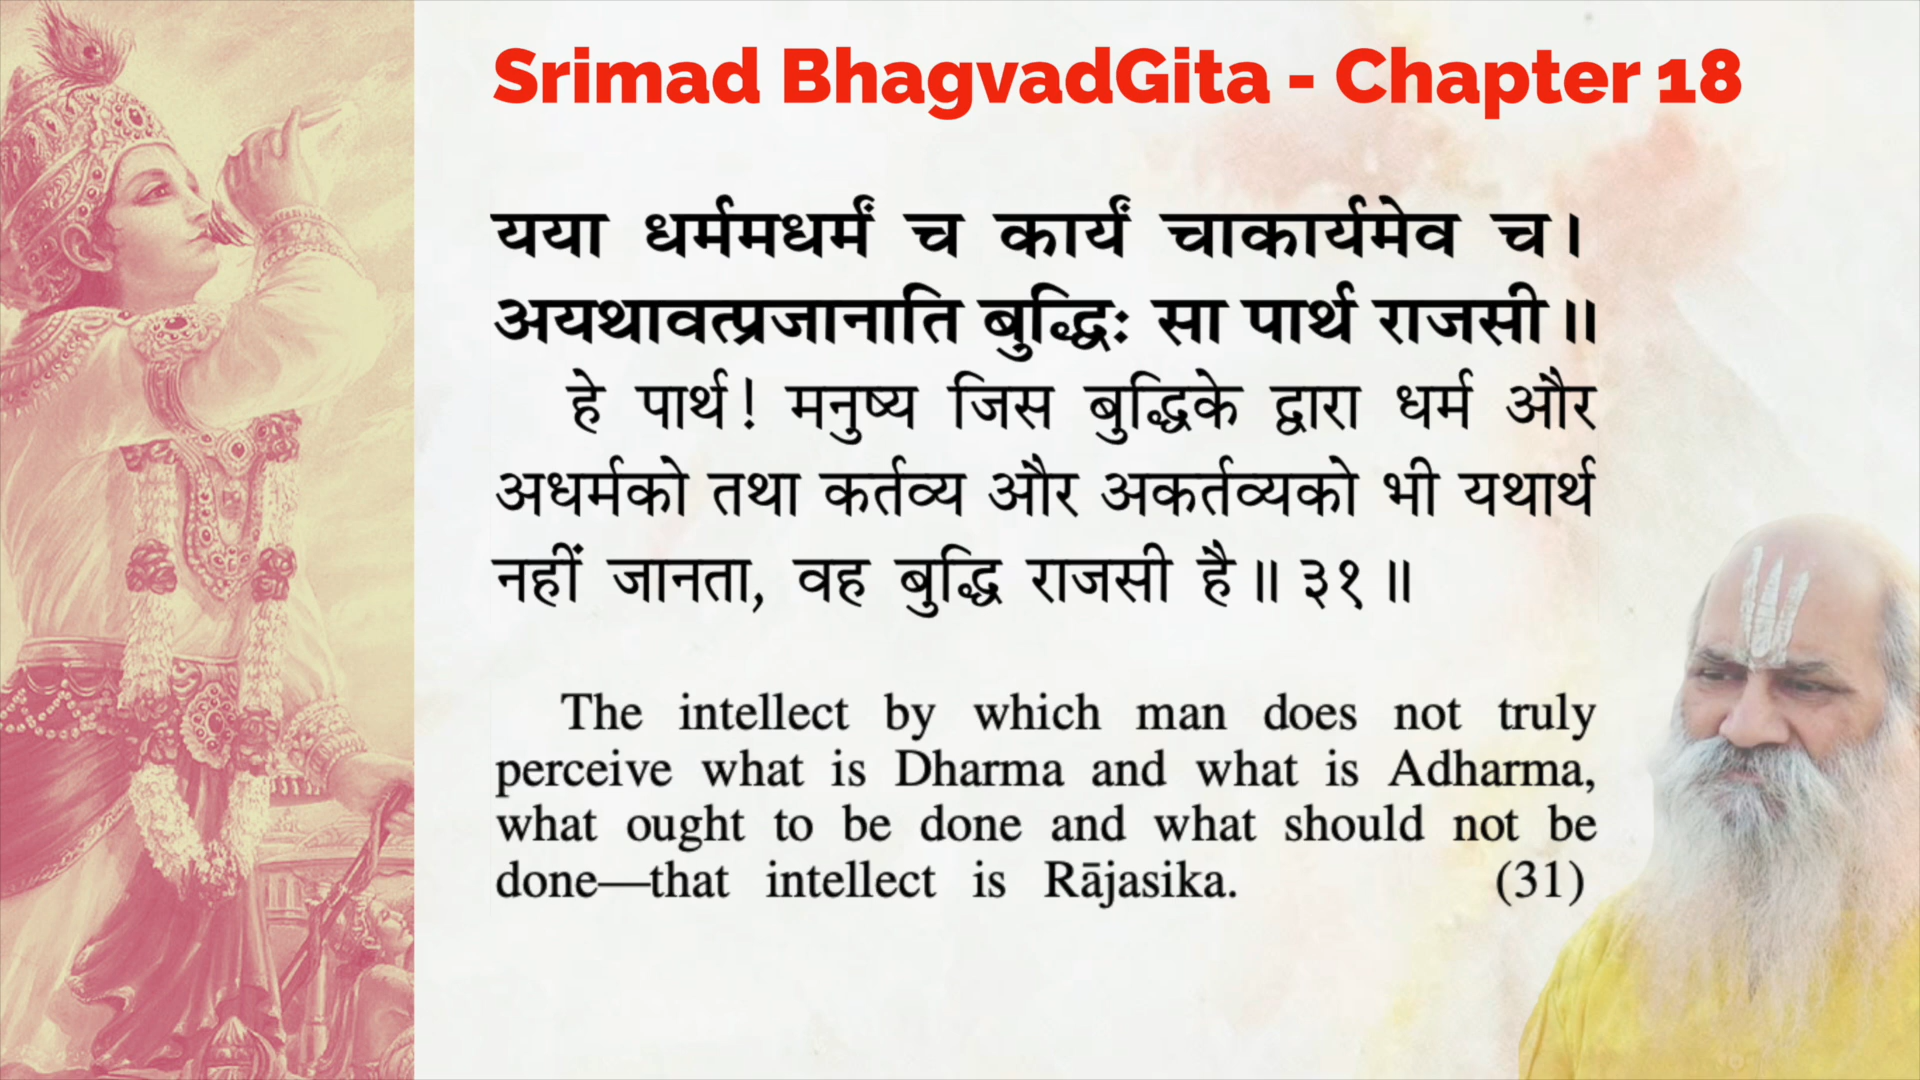 Srimad BhagvadGita - Chapter 18
यया धर्ममधर्मं च कार्यं चाकार्यमेव च।
अयथावत्प्रजानाति बुद्धिः सा पार्थ राजसी॥
हे पार्थ! मनुष्य जिस बुद्धिके द्वारा धर्म और
अधर्मको तथा कर्तव्य और अकर्तव्यको भी यथार्थ
नहीं जानता, वह बुद्धि राजसी है॥ ३१॥
The intellect by which man does not truly
perceive what is Dharma and what is Adharma,
what ought to be done and what should not be
done—that intellect is Rājasika. (31)